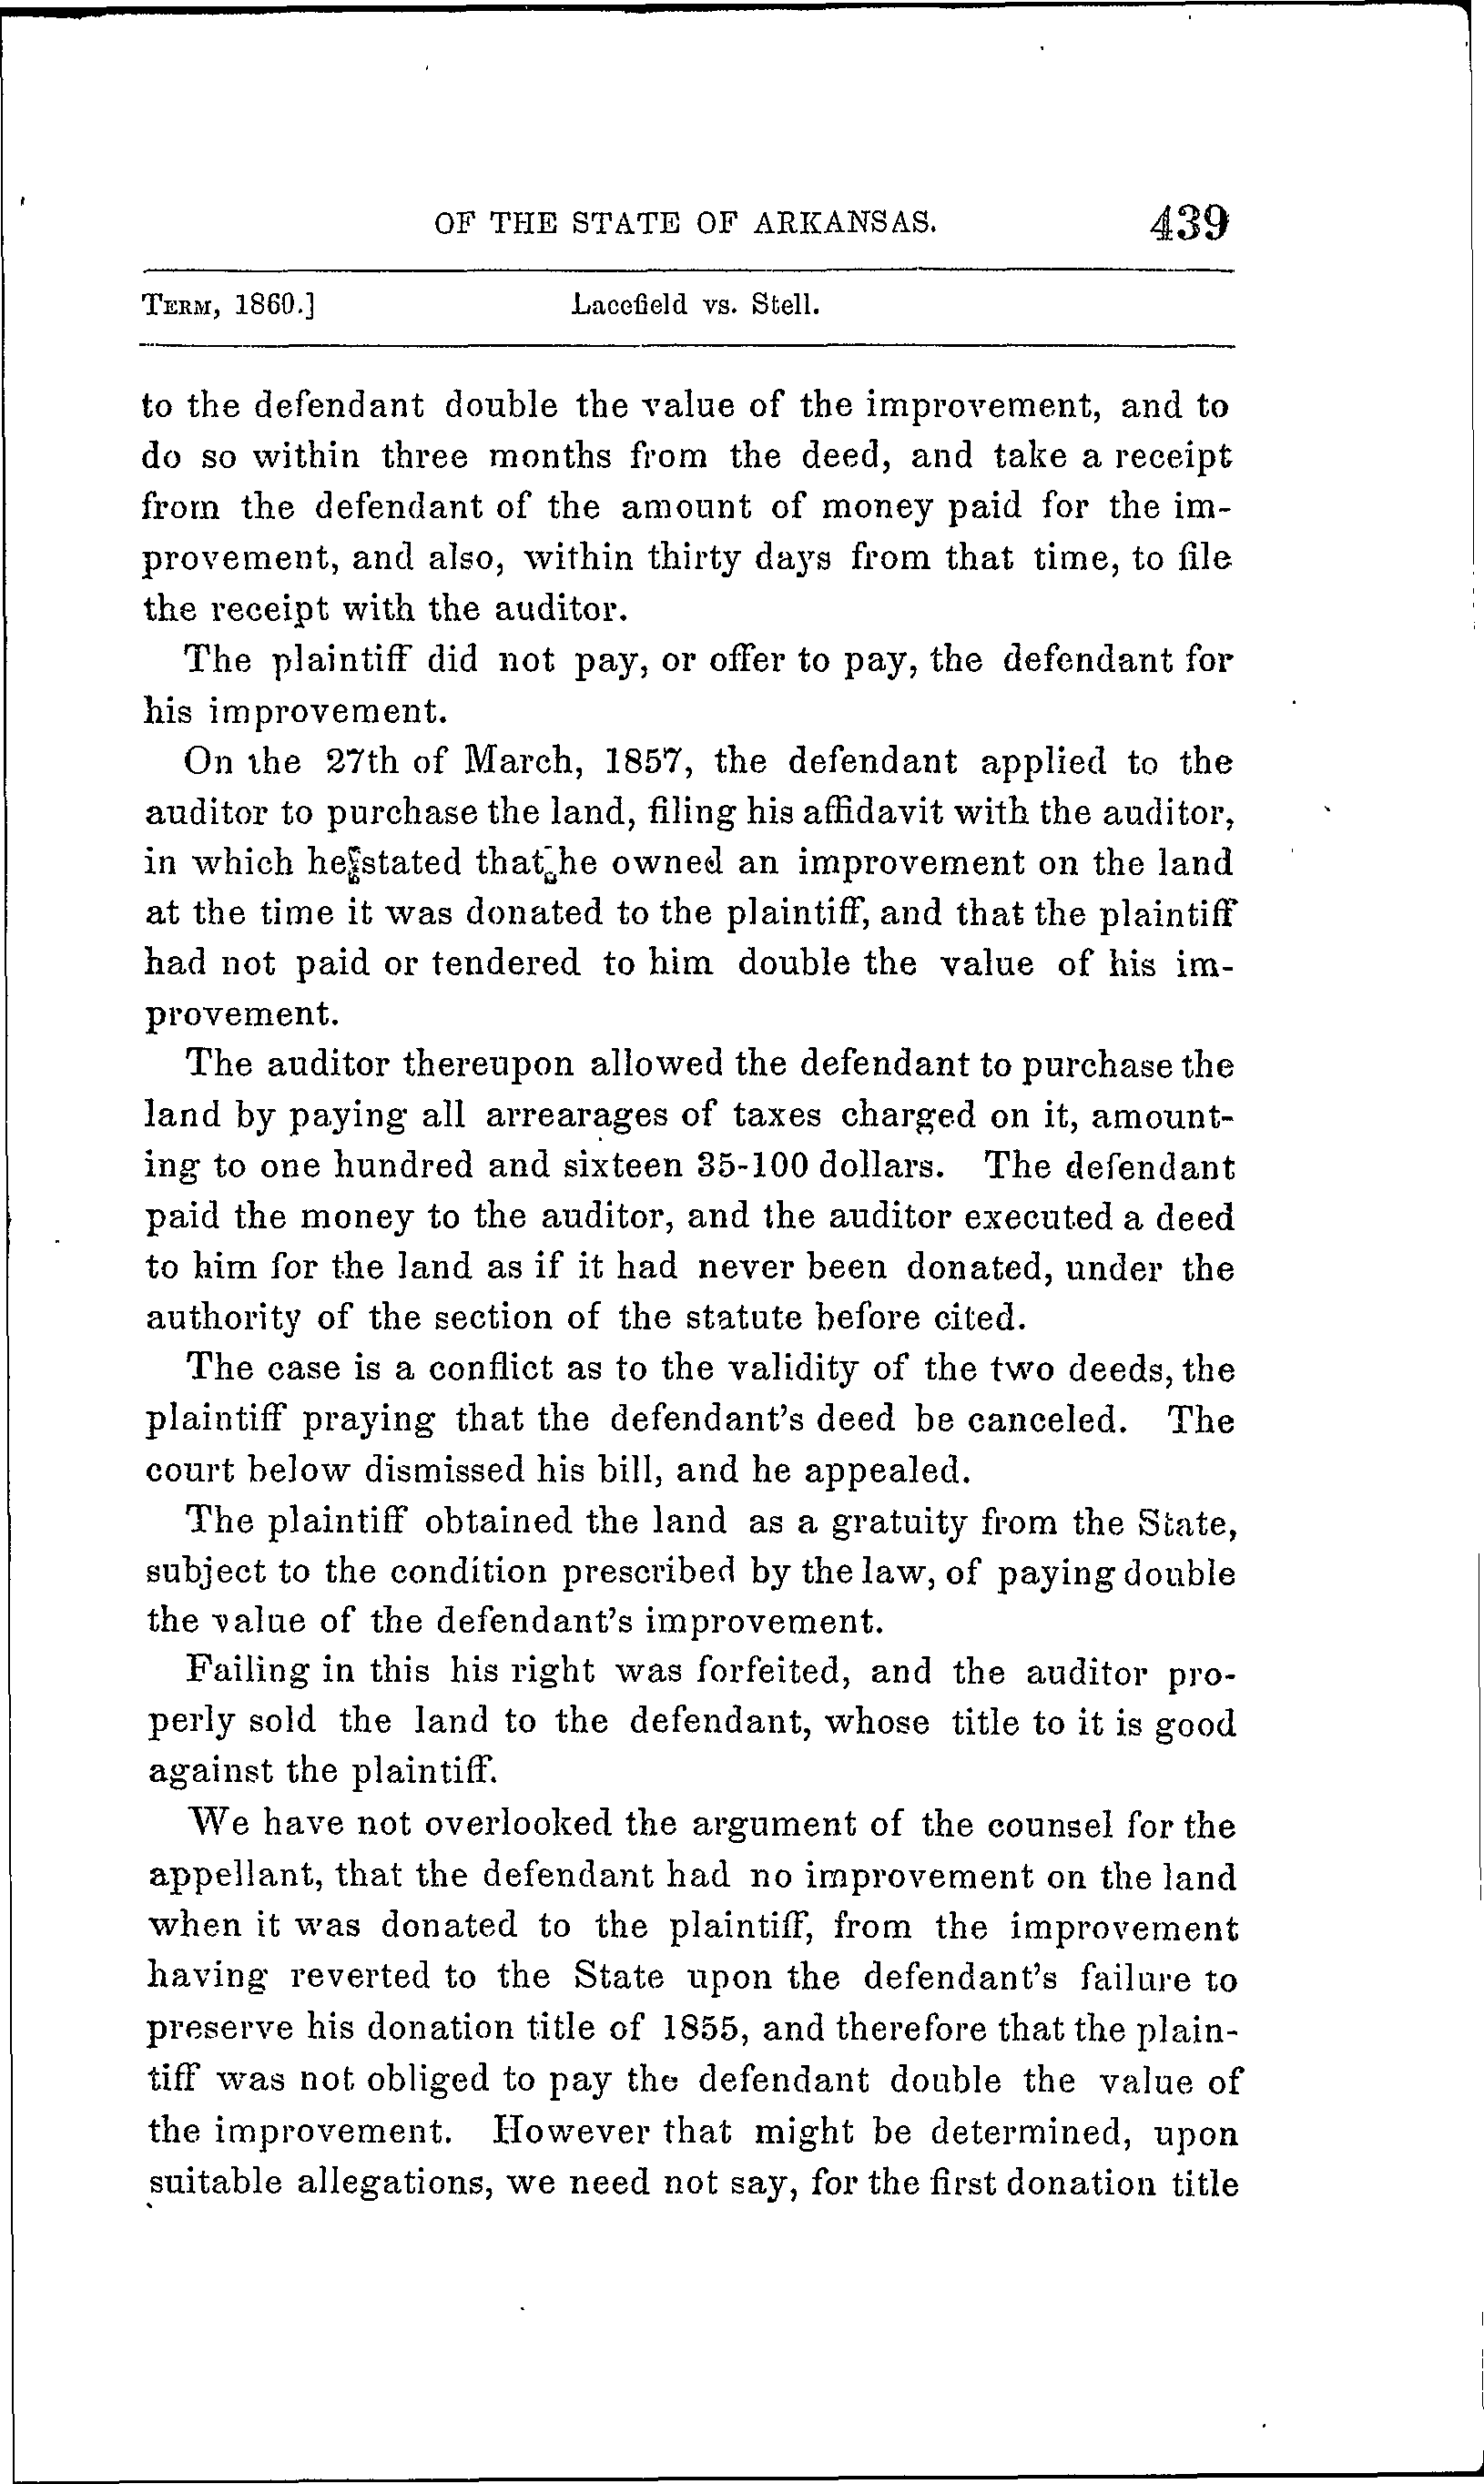 OF THE STATE OF ARKANSAS. 439
TERM, 1860.] Lacefield vs. Stell.
to the defendant double the value of the improvement, and to
do so within three months from the deed, and take a receipt
from the defendant of the amount of money paid for the im-
provement, and also, within thirty days from that time, to file
the receipt with the auditor.
The plaintiff did not pay, or offer to pay, the defendant for
his improvement.
On the 27th of March, 1857, the defendant applied to the
auditor to purchase the land, filing his affidavit with the auditor,
in which he stated that he owned an improvement on the land
at the time it was donated to the plaintiff, and that the plaintiff
had not paid or tendered to him double the value of his im-
provement.
The auditor thereupon allowed the defendant to purchase the
land by paying all arrearages of taxes charged on it, amount-
ing to one hundred and sixteen 35-100 dollars. The defendant
paid the money to the auditor, and the auditor executed a deed
to him for the land as if it had never been donated, under the
authority of the section of the statute before cited.
The case is a conflict as to the validity of the two deeds, the
plaintiff praying that the defendant's deed be canceled. The
court below dismissed his bill, and he appealed.
The plaintiff obtained the land as a gratuity from the State,
subject to the condition prescribed by the law, of paying double
the value of the defendant's improvement.
Failing in this his right was forfeited, and the auditor pro-
perly sold the land to the defendant, whose title to it is good
against the plaintiff.
We have not overlooked the argument of the counsel for the
appellant, that the defendant had no improvement on the land
when it was donated to the plaintiff, from the improvement
having reverted to the State upon the defendant's failure to
preserve his donation title of 1855, and therefore that the plain-
tiff was not obliged to pay the defendant double the value of
the improvement. However that might be determined, upon
suitable allegations, we need not say, for the first donation title